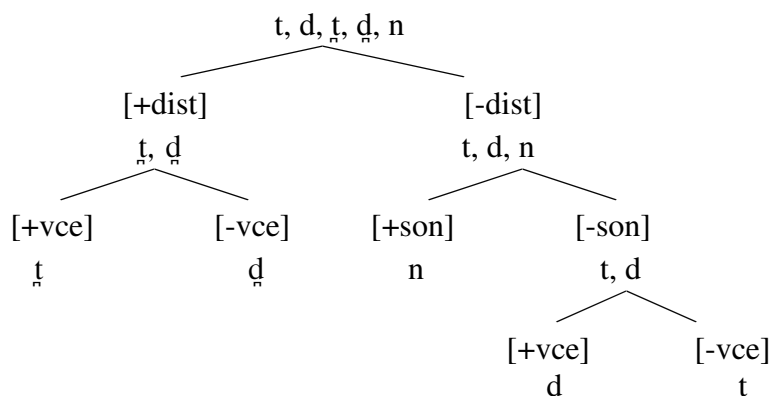 t, d, t̻, d̻, n
[+dist] [-dist]
t̻, d̻ t, d, n
[+vce] [-vce] [+son] [-son]
t̻ d̻ n t, d
[+vce] [-vce]
d t